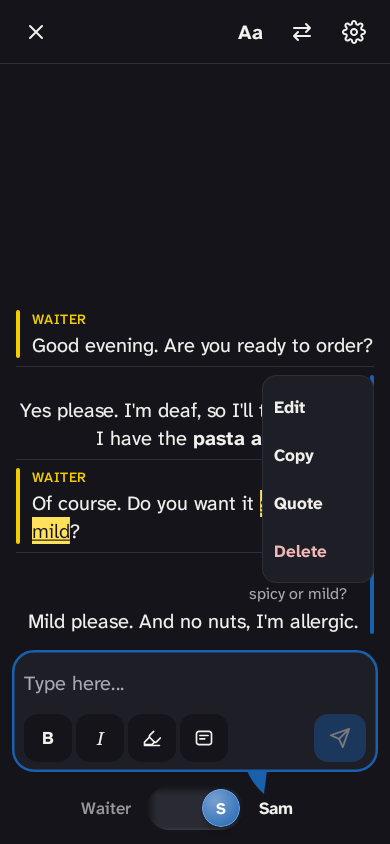 Aa
WAITER
Good evening. Are you ready to order?
Yes please. I'm deaf, so I'll
I have the pasta
WAITER
Of course. Do you want it
mild?
spicy or mild?
Mild please. And no nuts, I'm allergic.
Edit
Copy
Quote
Delete
Type here...
B I
Waiter S Sam